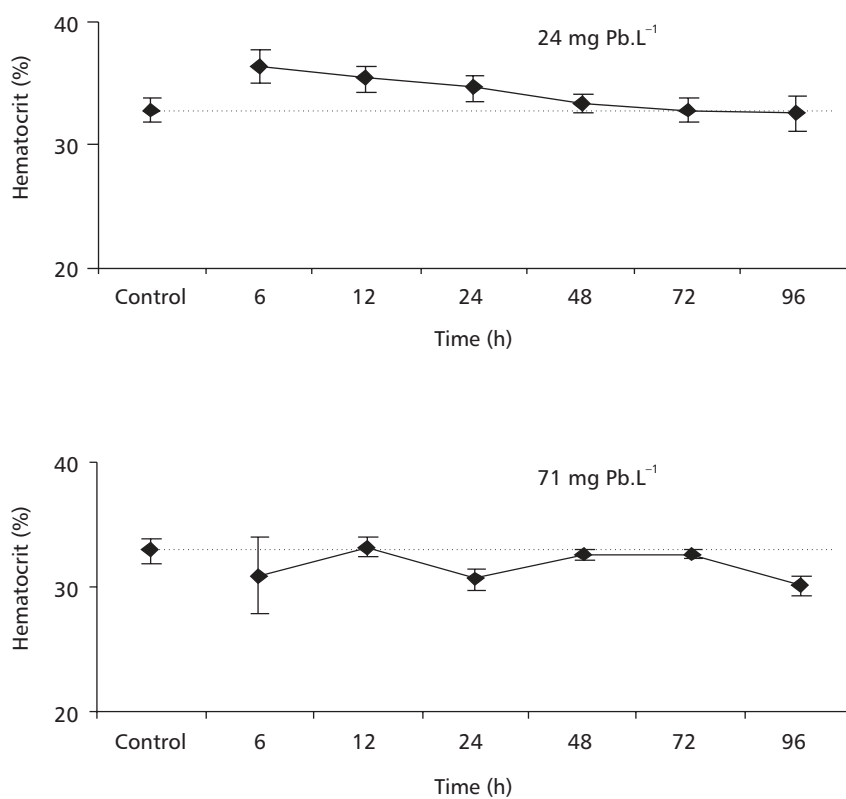 24 mg Pb.L⁻¹
Hematocrit (%)
40
30
20
Control 6 12 24 48 72 96
Time (h)
71 mg Pb.L⁻¹
Hematocrit (%)
40
30
20
Control 6 12 24 48 72 96
Time (h)